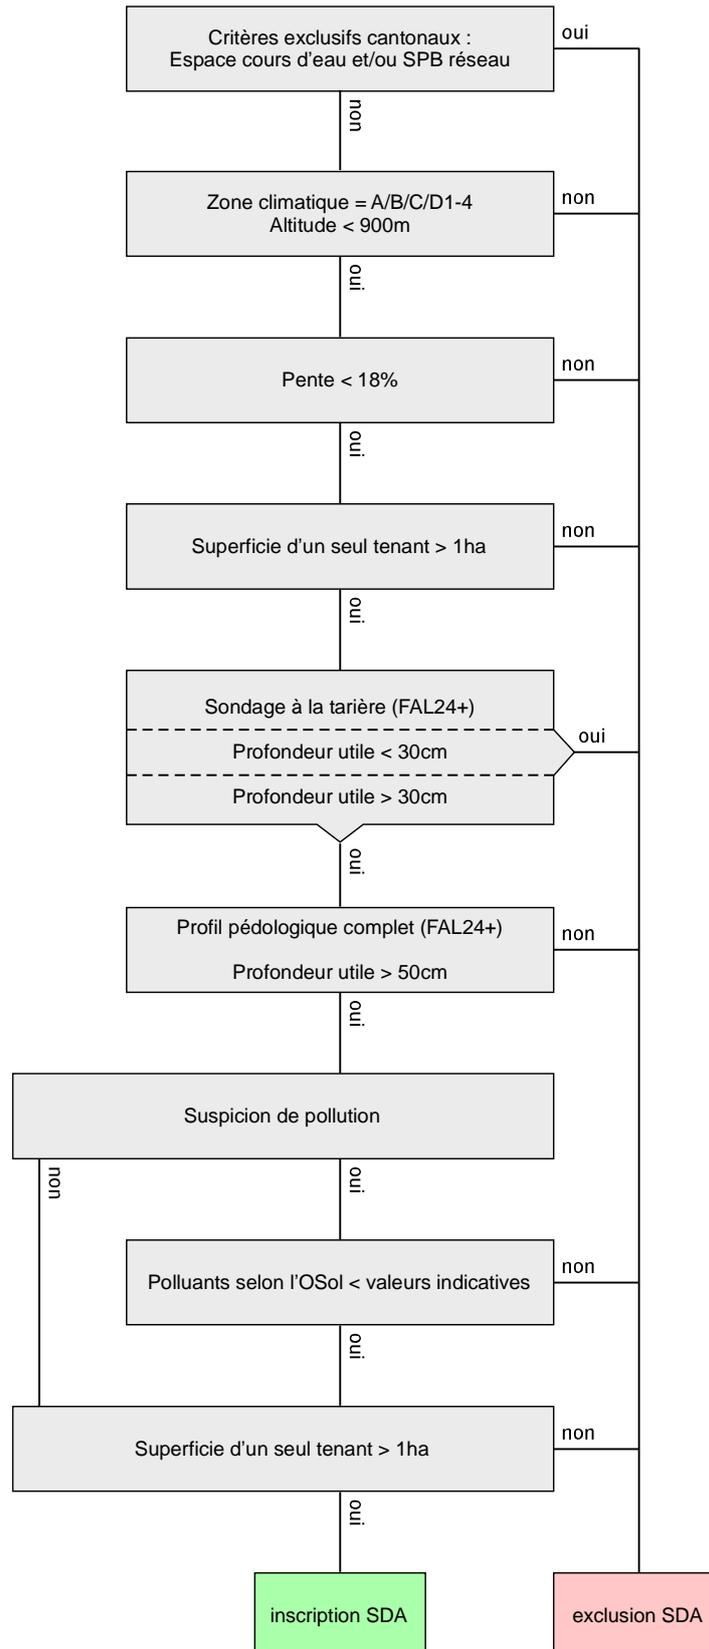 Critères exclusifs cantonaux :
Espace cours d'eau et/ou SPB réseau
oui
non
Zone climatique = A/B/C/D1-4
Altitude < 900m
non
oui
Pente < 18%
non
oui
Superficie d'un seul tenant > 1ha
non
oui
Sondage à la tarière (FAL24+)
Profondeur utile < 30cm
oui
Profondeur utile > 30cm
oui
Profil pédologique complet (FAL24+)
Profondeur utile > 50cm
non
oui
Suspicion de pollution
non
oui
Polluants selon l'OSol < valeurs indicatives
non
oui
Superficie d'un seul tenant > 1ha
non
oui
inscription SDA
exclusion SDA